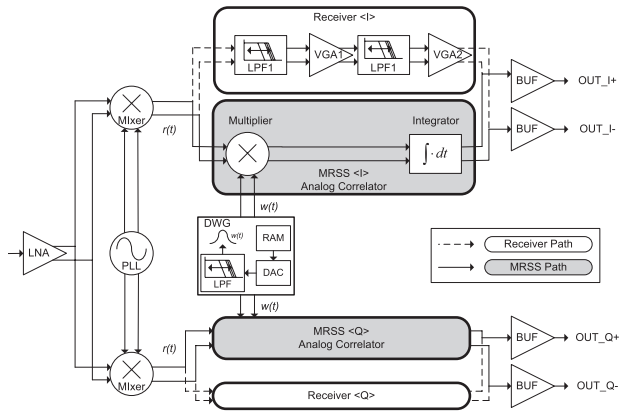 Receiver <I>
LPF1
VGA1
LPF1
VGA2
BUF
OUT_I+
BUF
OUT_I-
MIxer
r(t)
Multiplier
Integrator
∫· dt
MRSS <I>
Analog Correlator
w(t)
DWG
w(t)
RAM
LPF
DAC
w(t)
LNA
PLL
Receiver Path
MRSS Path
r(t)
MIxer
MRSS <Q>
Analog Correlator
Receiver <Q>
BUF
OUT_Q+
BUF
OUT_Q-